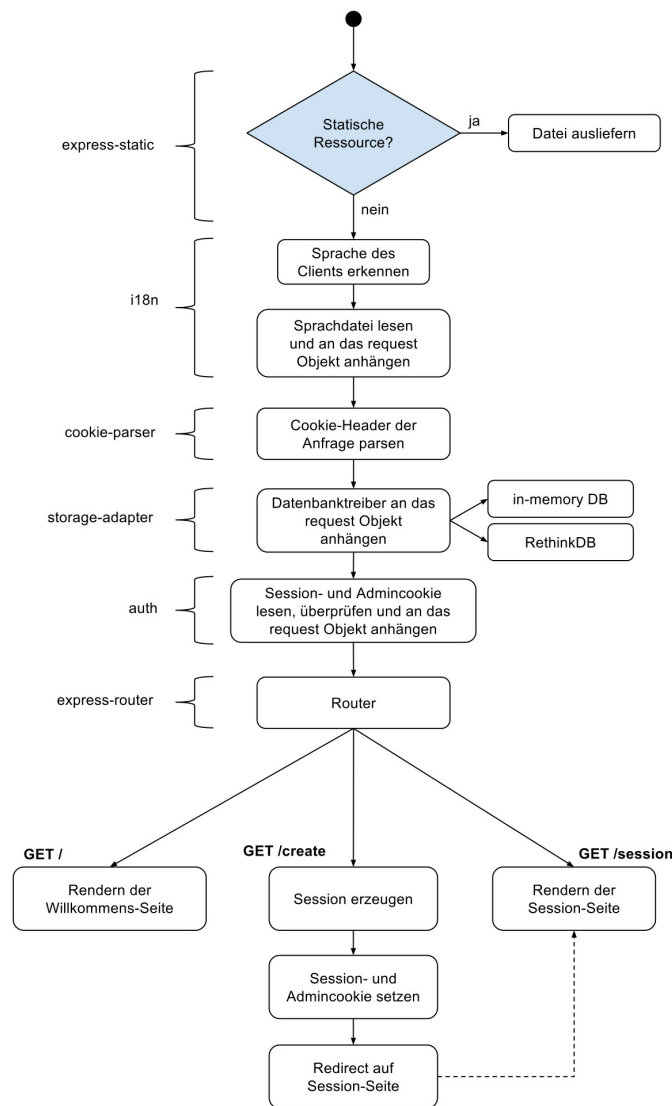 Statische
Ressource?
ja
Datei ausliefern
express-static
nein
Sprache des
Clients erkennen
i18n
Sprachdatei lesen
und an das request
Objekt anhängen
cookie-parser
Cookie-Header der
Anfrage parsen
storage-adapter
Datenbanktreiber an das
request Objekt
anhängen
in-memory DB
RethinkDB
auth
Session- und Admincookie
lesen, überprüfen und an das
request Objekt anhängen
express-router
Router
GET /
Rendern der
Willkommens-Seite
GET /create
Session erzeugen
Session- und
Admincookie setzen
Redirect auf
Session-Seite
GET /session
Rendern der
Session-Seite